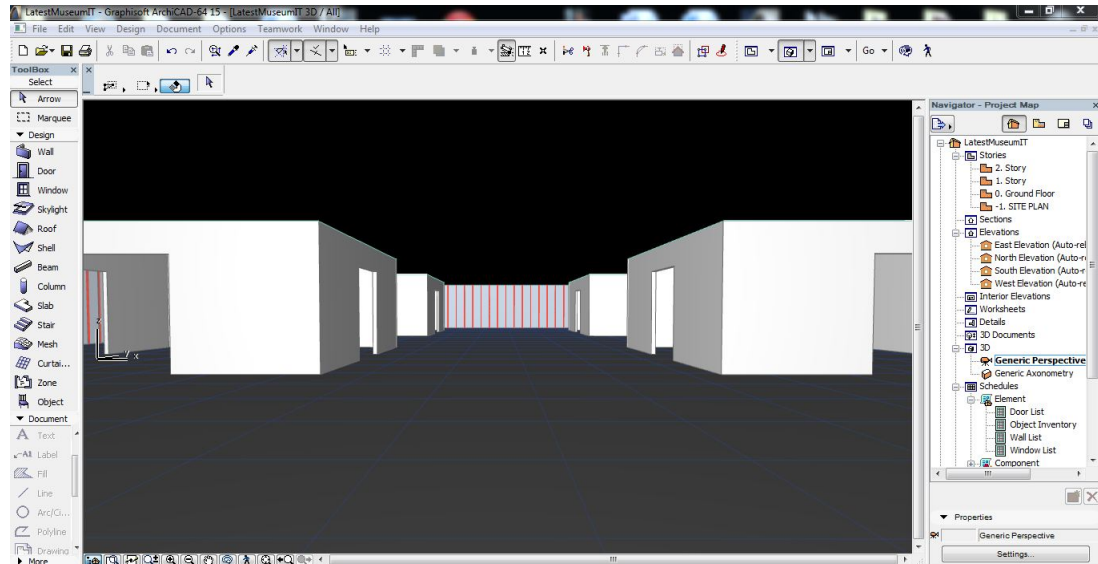 LatestMuseumIT - Graphisoft ArchiCAD-64 15 - [LatestMuseumIT 3D / All]
File Edit View Design Document Options Teamwork Window Help
Go
ToolBox
Select
Arrow
Marquee
Design
Wall
Door
Window
Skylight
Roof
Shell
Beam
Column
Slab
Stair
Mesh
Curtai...
Zone
Object
Document
Text
Label
Fill
Line
Arc/Ci...
Polyline
Drawing
More
z
y x
Navigator - Project Map
LatestMuseumIT
Stories
2. Story
1. Story
0. Ground Floor
-1. SITE PLAN
Sections
Elevations
East Elevation (Auto-rel
North Elevation (Auto-r
South Elevation (Auto-r
West Elevation (Auto-re
Interior Elevations
Worksheets
Details
3D Documents
3D
Generic Perspective
Generic Axonometry
Schedules
Element
Door List
Object Inventory
Wall List
Window List
Component
Properties
Generic Perspective
Settings...